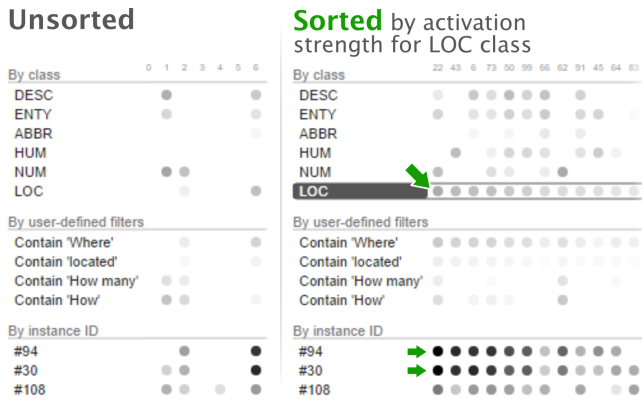 Unsorted
By class 0 1 2 3 4 5 6
DESC
ENTY
ABBR
HUM
NUM
LOC
By user-defined filters
Contain 'Where'
Contain 'located'
Contain 'How many'
Contain 'How'
By instance ID
#94
#30
#108
Sorted by activation
strength for LOC class
By class 22 43 6 73 50 99 66 62 91 45 64 83
DESC
ENTY
ABBR
HUM
NUM
LOC
By user-defined filters
Contain 'Where'
Contain 'located'
Contain 'How many'
Contain 'How'
By instance ID
#94
#30
#108